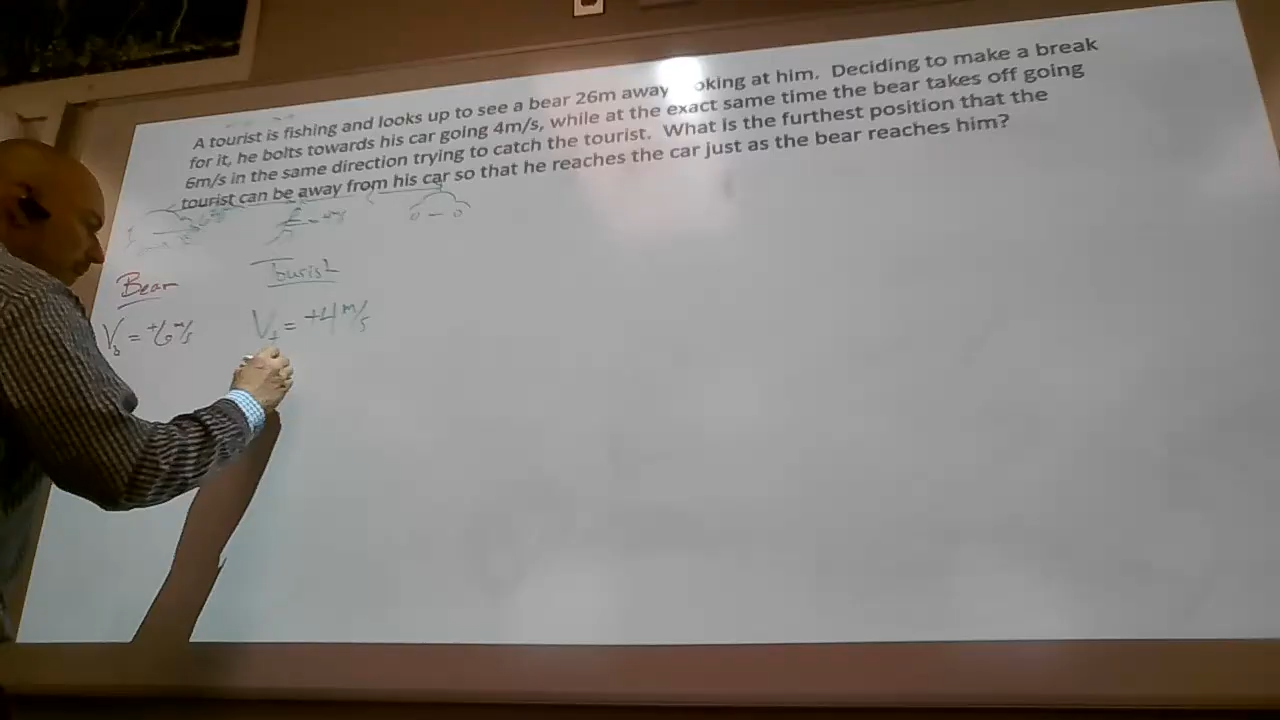 A tourist is fishing and looks up to see a bear 26m away oking at him. Deciding to make a break
for it, he bolts towards his car going 4m/s, while at the exact same time the bear takes off going
6m/s in the same direction trying to catch the tourist. What is the furthest position that the
tourist can be away from his car so that he reaches the car just as the bear reaches him?
Bear Tourist
V_b = +6 m/s V_t = +4 m/s